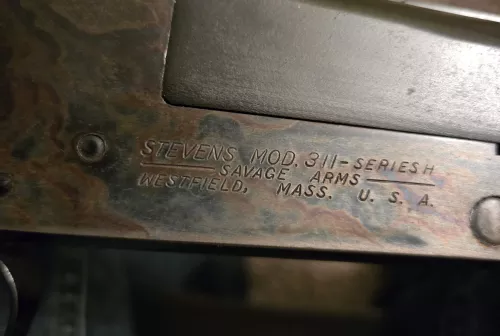 STEVENS MOD. 311-SERIES H
SAVAGE ARMS
WESTFIELD, MASS. U. S. A.